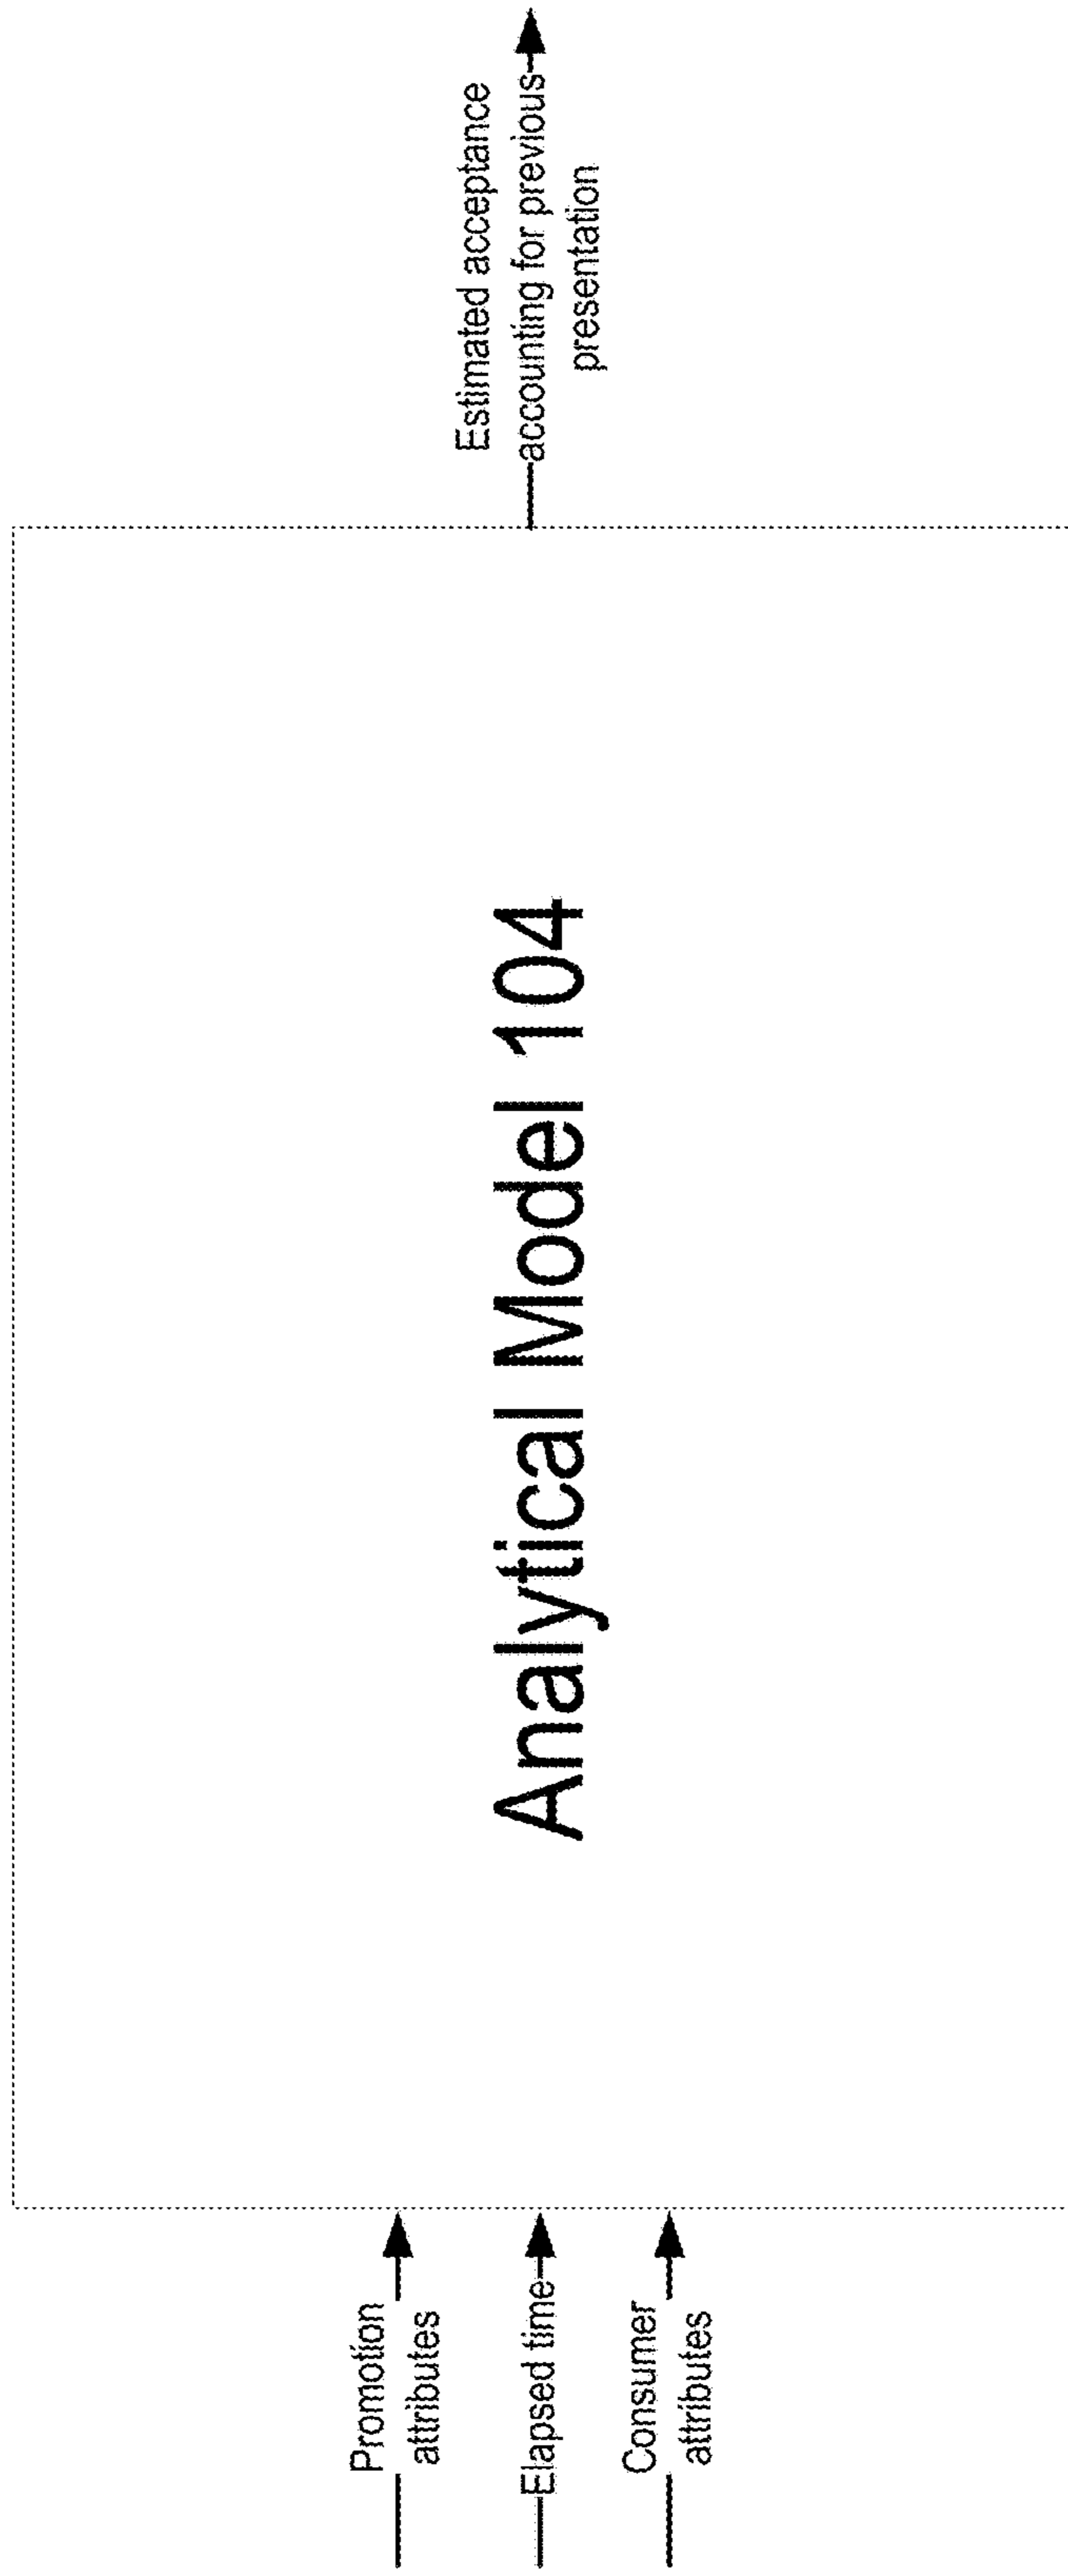 Promotion
attributes
Elapsed time
Consumer
attributes
Analytical Model 104
Estimated acceptance
accounting for previous
presentation